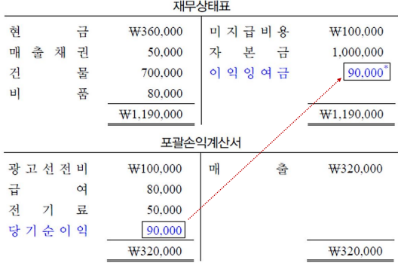 재무상태표
현 금 ₩360,000 미지급비용 ₩100,000
매 출 채 권 50,000 자 본 금 1,000,000
건 물 700,000 이익잉여금 90,000*
비 품 80,000
₩1,190,000 ₩1,190,000
포괄손익계산서
광고선전비 ₩100,000 매 출 ₩320,000
급 여 80,000
전 기 료 50,000
당기순이익 90,000
₩320,000 ₩320,000